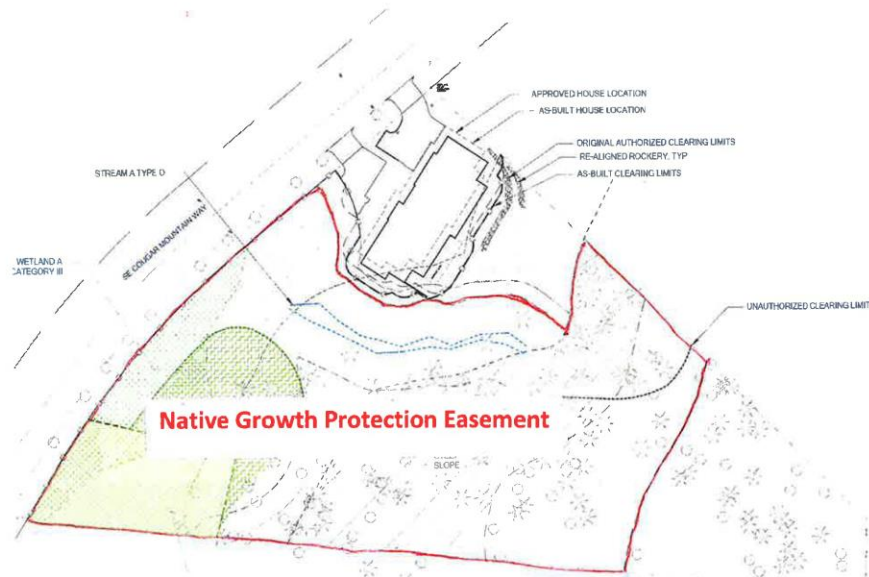 APPROVED HOUSE LOCATION
AS-BUILT HOUSE LOCATION
ORIGINAL AUTHORIZED CLEARING LIMITS
RE-ALIGNED ROCKERY, TYP
AS-BUILT CLEARING LIMITS
STREAM A TYPE O
SE COUGAR MOUNTAIN WAY
WETLAND A
CATEGORY III
UNAUTHORIZED CLEARING LIMIT
Native Growth Protection Easement
SLOPE